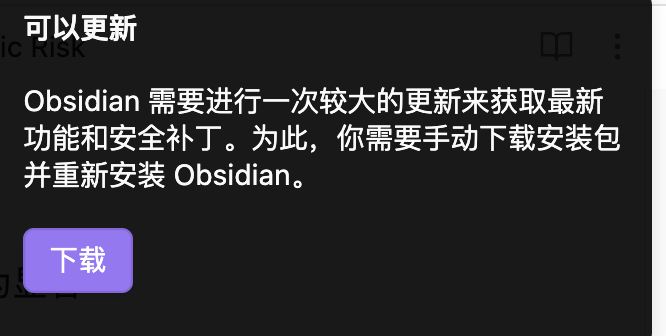 可以更新
ic Risk
Obsidian 需要进行一次较大的更新来获取最新
功能和安全补丁。为此，你需要手动下载安装包
并重新安装 Obsidian。
下载